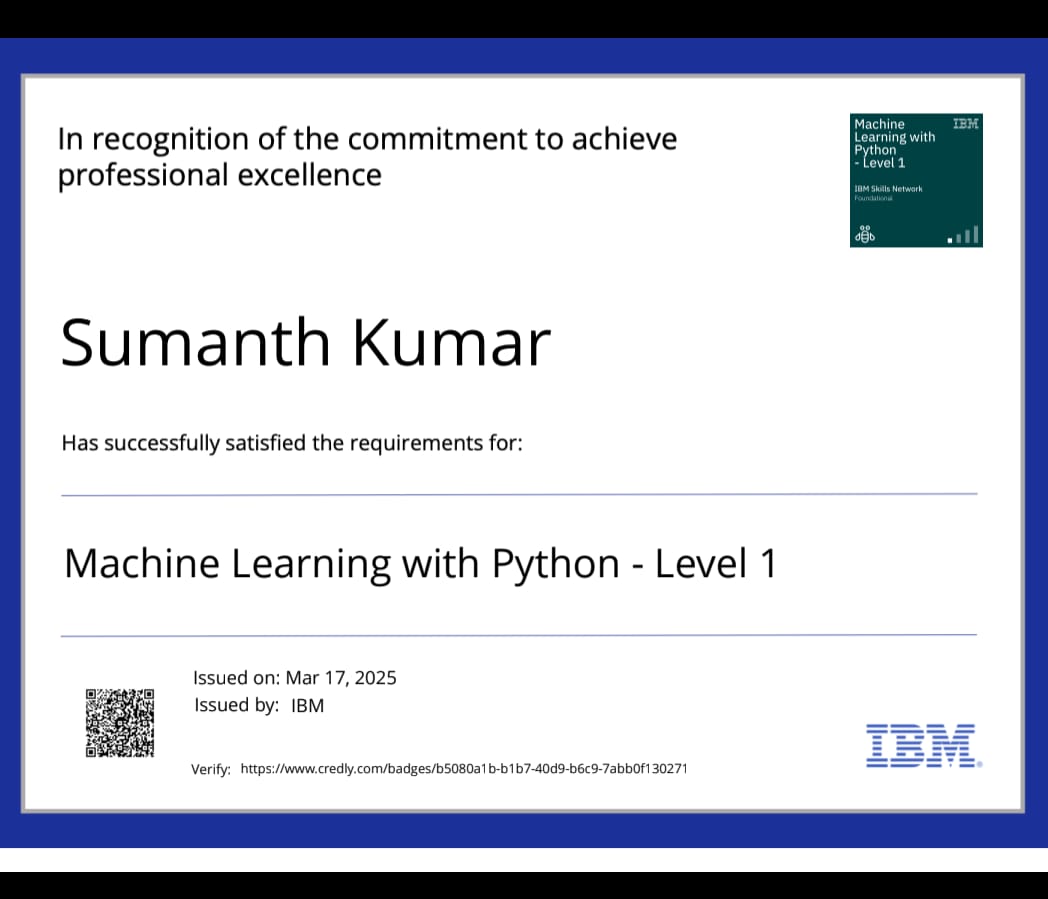 In recognition of the commitment to achieve
professional excellence
Machine
Learning with
Python
- Level 1
IBM
IBM Skills Network
Foundational
Sumanth Kumar
Has successfully satisfied the requirements for:
Machine Learning with Python - Level 1
Issued on: Mar 17, 2025
Issued by: IBM
Verify: https://www.credly.com/badges/b5080a1b-b1b7-40d9-b6c9-7abb0f130271
IBM